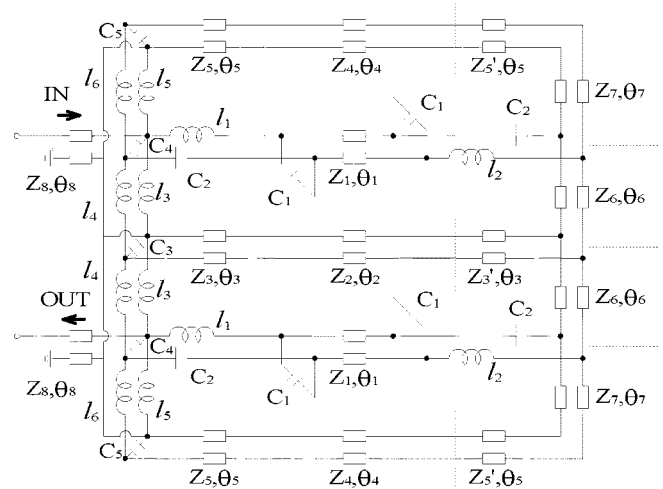 C5
Z5,θ5 Z4,θ4 Z5',θ5
l6 l5
IN
l1 C1 C2 Z7,θ7
C4
Z8,θ8 C2 C1 Z1,θ1 l2
l4 l3 Z6,θ6
C3
l4 l3 Z3,θ3 Z2,θ2 Z3',θ3
OUT
l1 C1 C2 Z6,θ6
C4
Z8,θ8 C2 C1 Z1,θ1 l2
l6 l5 Z7,θ7
C5
Z5,θ5 Z4,θ4 Z5',θ5